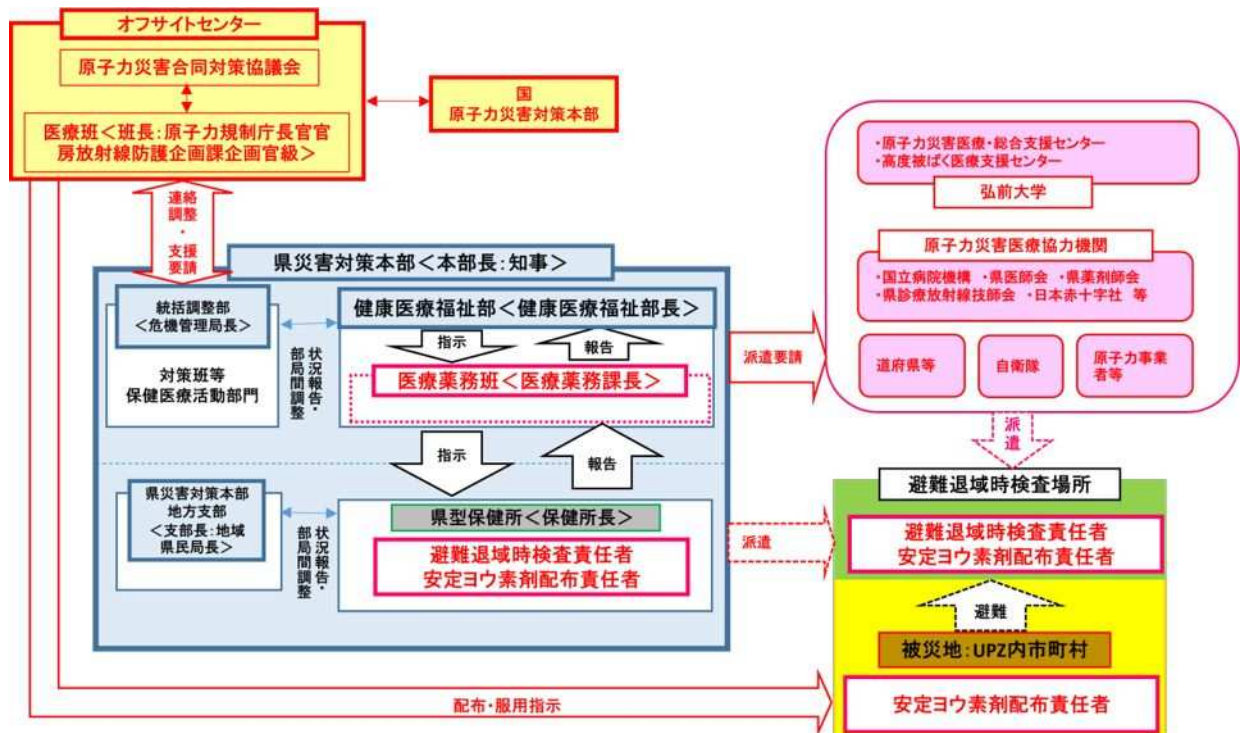 オフサイトセンター
原子力災害合同対策協議会
医療班＜班長：原子力規制庁長官官
房放射線防護企画課企画官級＞
国
原子力災害対策本部
連絡
調整
・
支援
要請
県災害対策本部＜本部長：知事＞
統括調整部
＜危機管理局長＞
対策班等
保健医療活動部門
状況報告・
部局間調整
健康医療福祉部＜健康医療福祉部長＞
指示
報告
医療薬務班＜医療薬務課長＞
指示
報告
県災害対策本部
地方支部
＜支部長：地域
県民局長＞
状況報告・
部局間調整
県型保健所＜保健所長＞
避難退域時検査責任者
安定ヨウ素剤配布責任者
派遣要請
・原子力災害医療・総合支援センター
・高度被ばく医療支援センター
弘前大学
原子力災害医療協力機関
・国立病院機構　・県医師会　・県薬剤師会
・県診療放射線技師会　・日本赤十字社　等
道府県等
自衛隊
原子力事業
者等
派
遣
派遣
避難退域時検査場所
避難退域時検査責任者
安定ヨウ素剤配布責任者
避難
被災地：UPZ内市町村
安定ヨウ素剤配布責任者
配布・服用指示